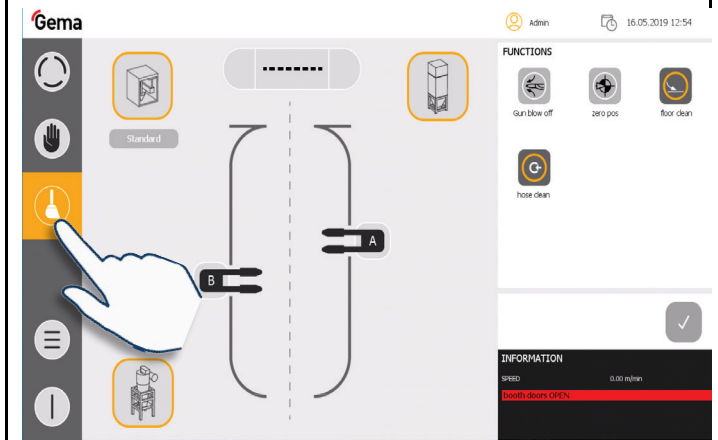 Gema
Admin
16.05.2019 12:54
FUNCTIONS
Gun blow off
zero pos
floor clean
hose clean
Standard
A
B
INFORMATION
SPEED 0.00 m/min
booth doors OPEN